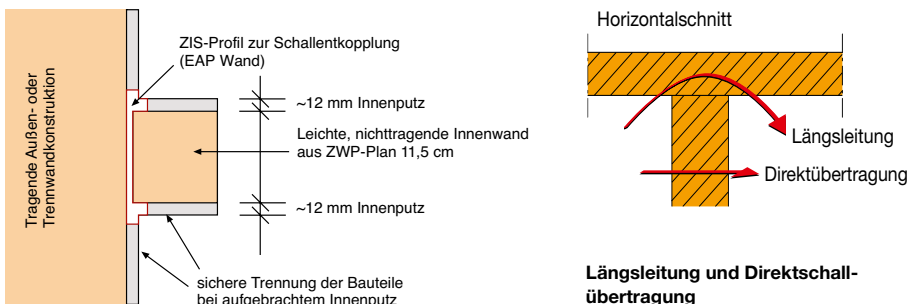 Tragende Außen- oder
Trennwandkonstruktion
ZIS-Profil zur Schallentkopplung
(EAP Wand)
~12 mm Innenputz
Leichte, nichttragende Innenwand
aus ZWP-Plan 11,5 cm
~12 mm Innenputz
sichere Trennung der Bauteile
bei aufgebrachtem Innenputz
Horizontalschnitt
Längsleitung
Direktübertragung
Längsleitung und Direktschall-
übertragung